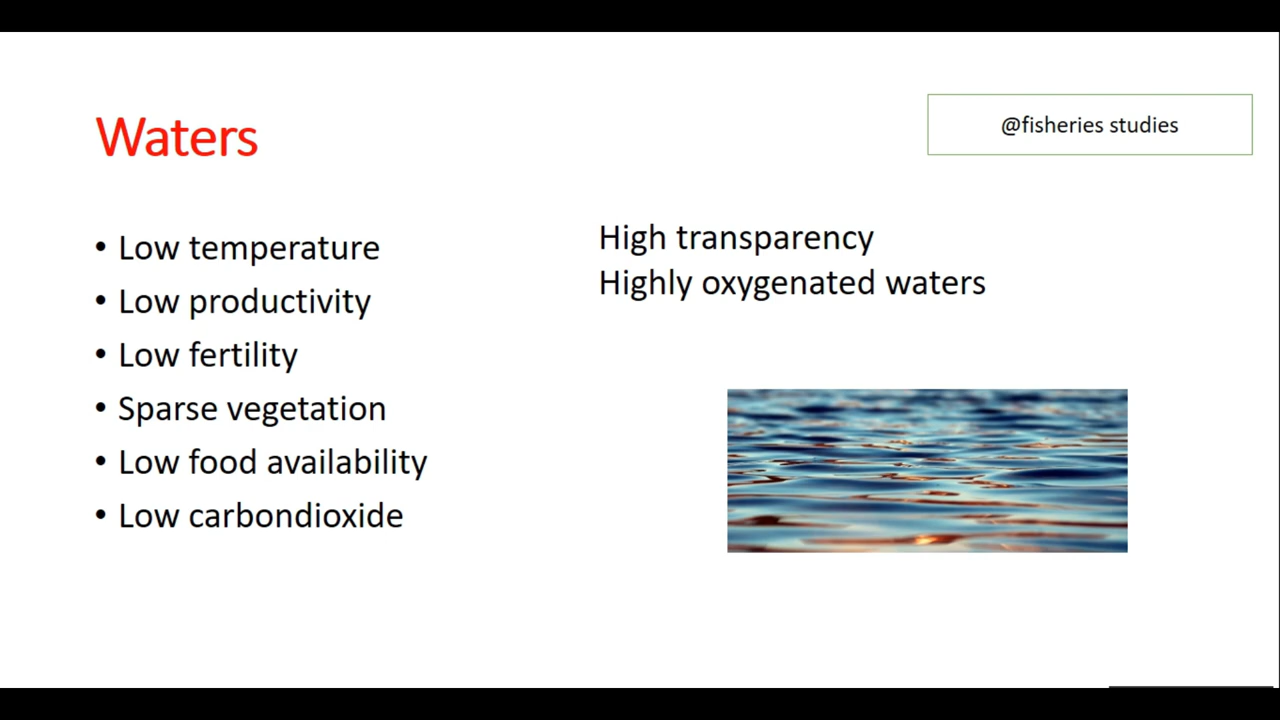 Waters
@fisheries studies
• Low temperature
• Low productivity
• Low fertility
• Sparse vegetation
• Low food availability
• Low carbondioxide
High transparency
Highly oxygenated waters